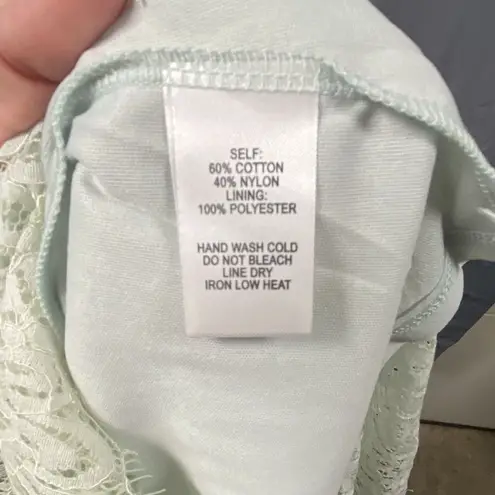 SELF:
60% COTTON
40% NYLON
LINING:
100% POLYESTER
HAND WASH COLD
DO NOT BLEACH
LINE DRY
IRON LOW HEAT